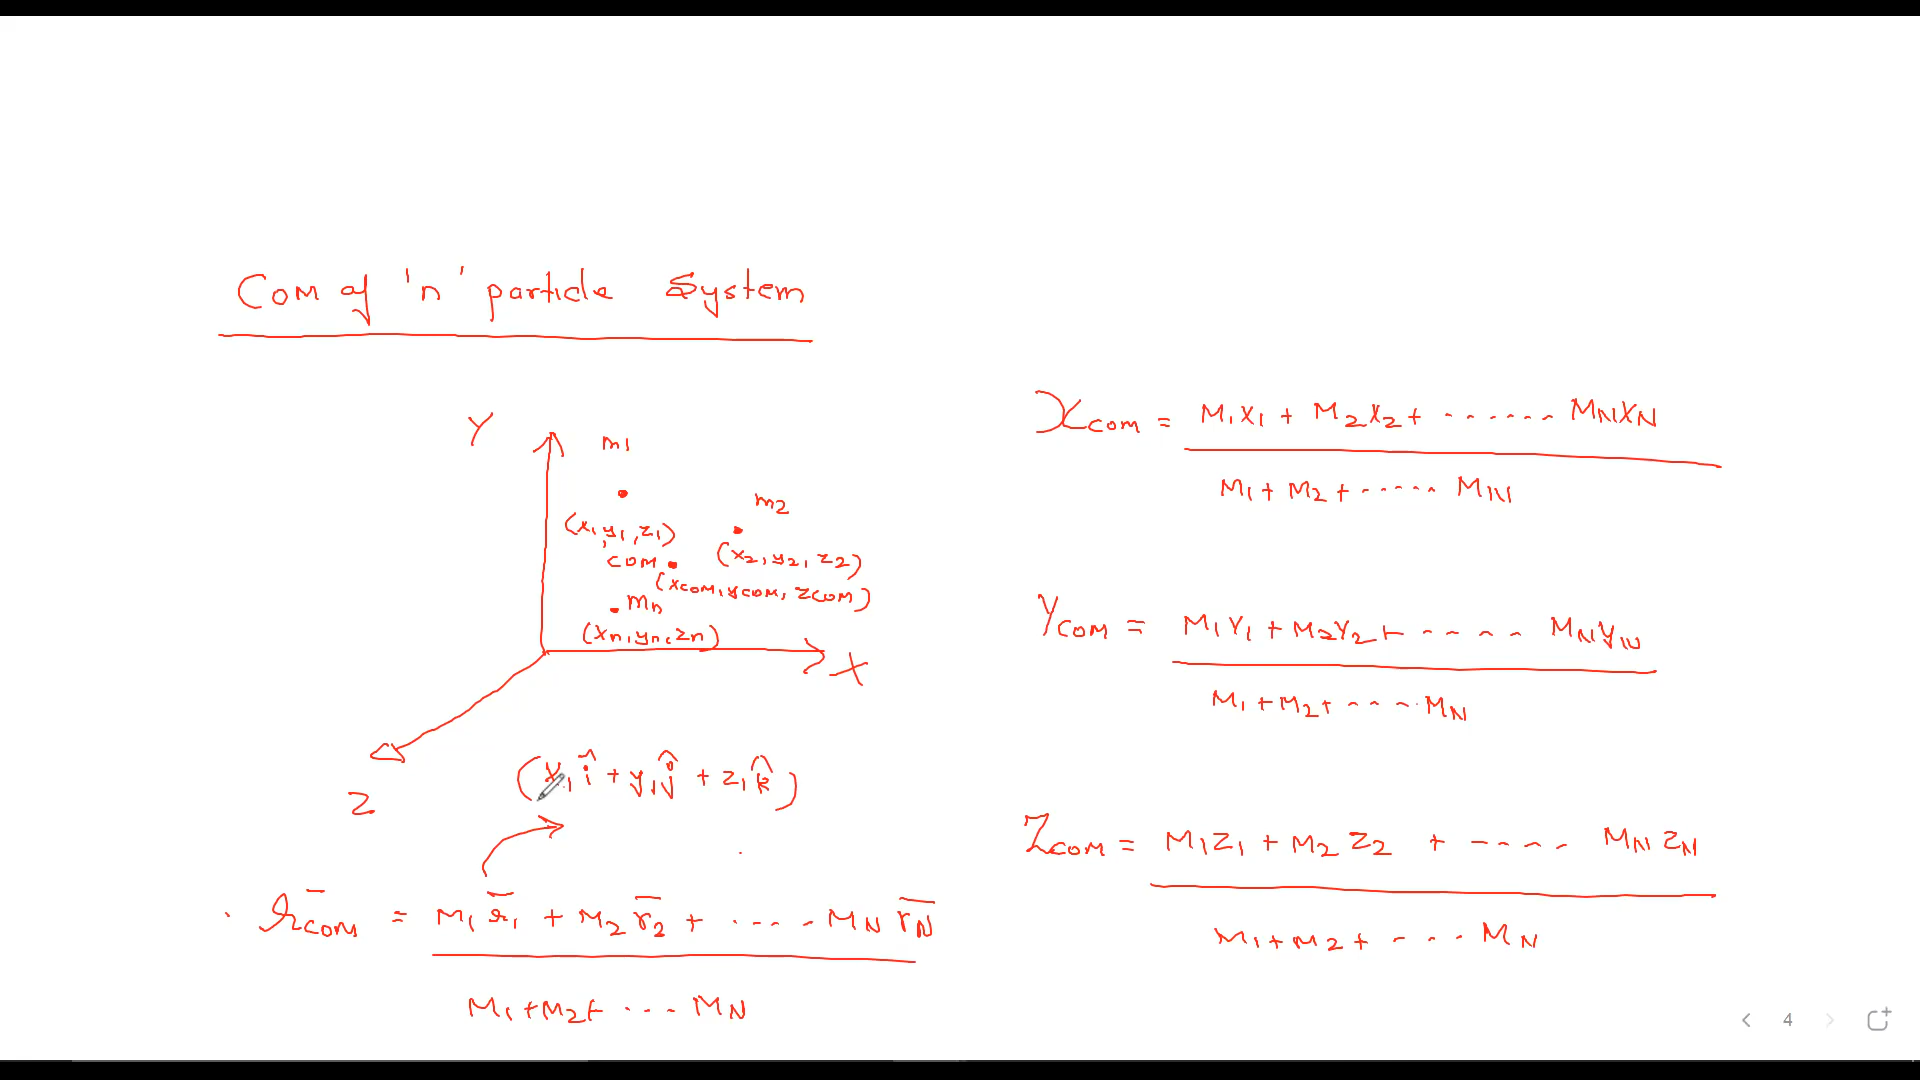 COM of 'n' particle System
Y
m1
m2
(x1,y1,z1)
(x2,y2,z2)
COM
(xCOM,yCOM,zCOM)
mn
(xn,yn,zn)
X
Z
(x1î + y1ĵ + z1k̂)
r̄COM = M1r̄1 + M2r̄2 + ..... MNr̄N
M1+M2+ .... MN
XCOM = M1X1 + M2X2+ ....... MNXN
M1+M2+...... MN
YCOM = M1Y1+M2Y2+ ..... MNYN
M1+M2+ ..... MN
ZCOM = M1Z1+M2Z2 + ----- MNZN
M1+M2+ ---- MN
4